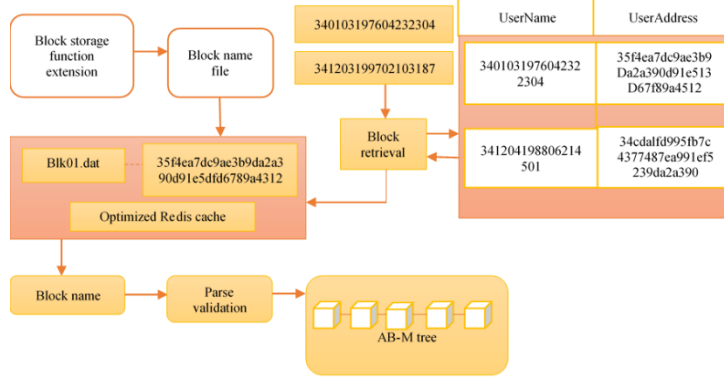 Block storage
function
extension
Block name
file
340103197604232304
341203199702103187
Block
retrieval
UserName
UserAddress
340103197604232
2304
35f4ea7dc9ae3b9
Da2a390d91e513
D67f89a4512
341204198806214
501
34cdalfd995fb7c
4377487ea991ef5
239da2a390
Blk01.dat
35f4ea7dc9ae3b9da2a3
90d91e5dfd6789a4312
Optimized Redis cache
Block name
Parse
validation
AB-M tree